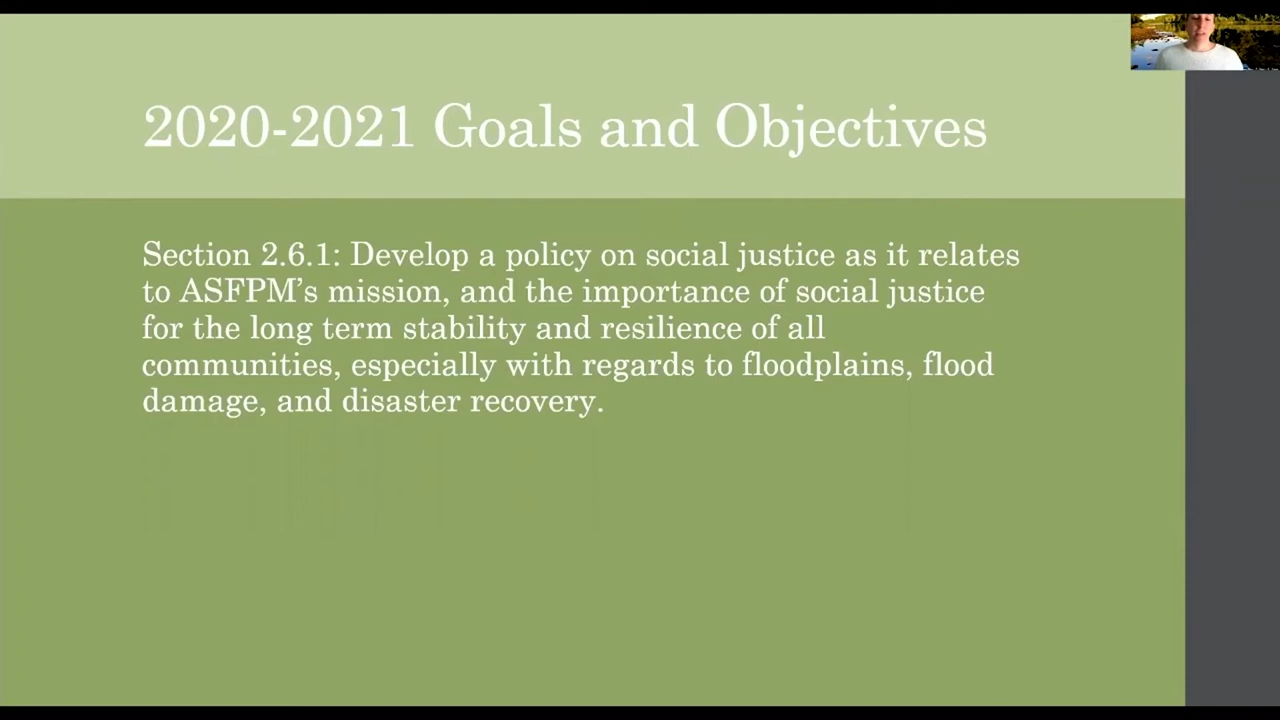 2020-2021 Goals and Objectives
Section 2.6.1: Develop a policy on social justice as it relates
to ASFPM’s mission, and the importance of social justice
for the long term stability and resilience of all
communities, especially with regards to floodplains, flood
damage, and disaster recovery.